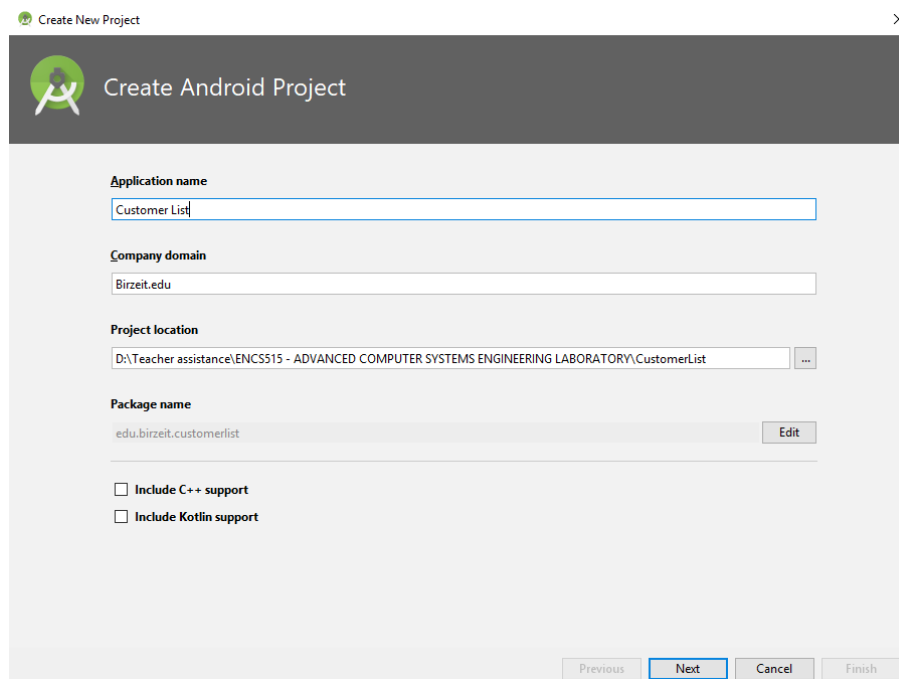 Create New Project
Create Android Project
Application name
Customer List
Company domain
Birzeit.edu
Project location
D:\Teacher assistance\ENCS515 - ADVANCED COMPUTER SYSTEMS ENGINEERING LABORATORY\CustomerList
...
Package name
edu.birzeit.customerlist
Edit
Include C++ support
Include Kotlin support
Previous Next Cancel Finish